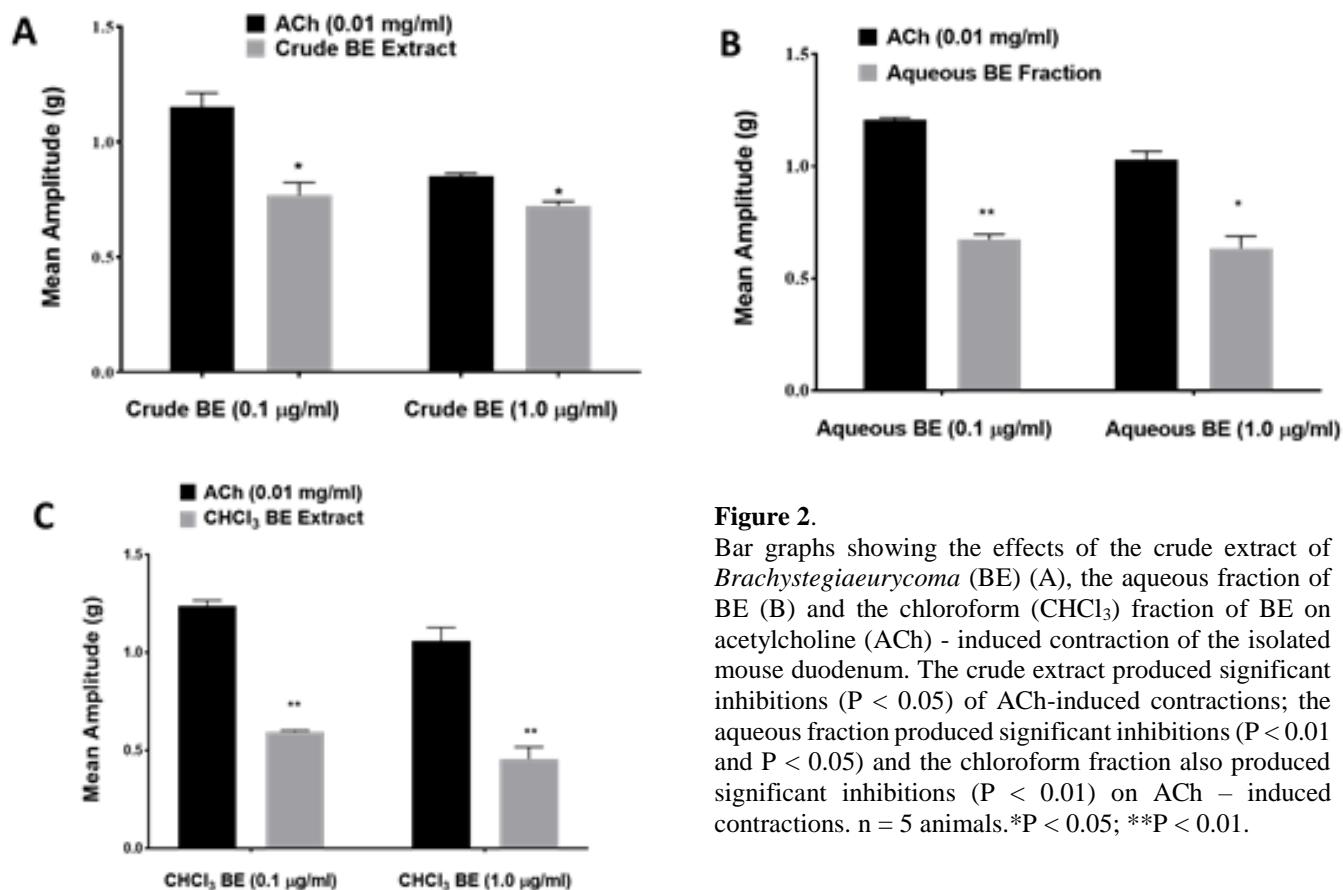 A
ACh (0.01 mg/ml)
Crude BE Extract
Mean Amplitude (g)
1.5
1.0
0.5
0.0
*
*
Crude BE (0.1 μg/ml)
Crude BE (1.0 μg/ml)
B
ACh (0.01 mg/ml)
Aqueous BE Fraction
Mean Amplitude (g)
1.5
1.0
0.5
0.0
**
*
Aqueous BE (0.1 μg/ml)
Aqueous BE (1.0 μg/ml)
C
ACh (0.01 mg/ml)
CHCl₃ BE Extract
Mean Amplitude (g)
1.5
1.0
0.5
0.0
**
**
CHCl₃ BE (0.1 μg/ml)
CHCl₃ BE (1.0 μg/ml)
Figure 2.
Bar graphs showing the effects of the crude extract of
Brachystegiaeurycoma (BE) (A), the aqueous fraction of
BE (B) and the chloroform (CHCl₃) fraction of BE on
acetylcholine (ACh) - induced contraction of the isolated
mouse duodenum. The crude extract produced significant
inhibitions (P < 0.05) of ACh-induced contractions; the
aqueous fraction produced significant inhibitions (P < 0.01
and P < 0.05) and the chloroform fraction also produced
significant inhibitions (P < 0.01) on ACh – induced
contractions. n = 5 animals.*P < 0.05; **P < 0.01.